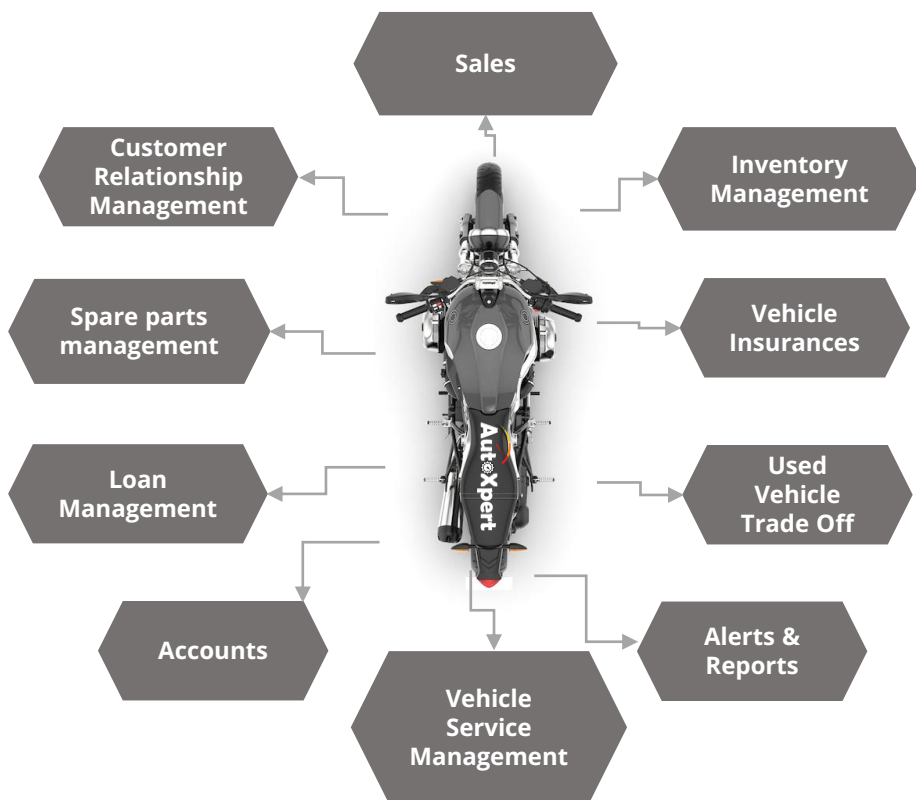 Sales
Customer
Relationship
Management
Inventory
Management
Spare parts
management
Vehicle
Insurances
AutoXpert
Loan
Management
Used
Vehicle
Trade Off
Accounts
Alerts &
Reports
Vehicle
Service
Management